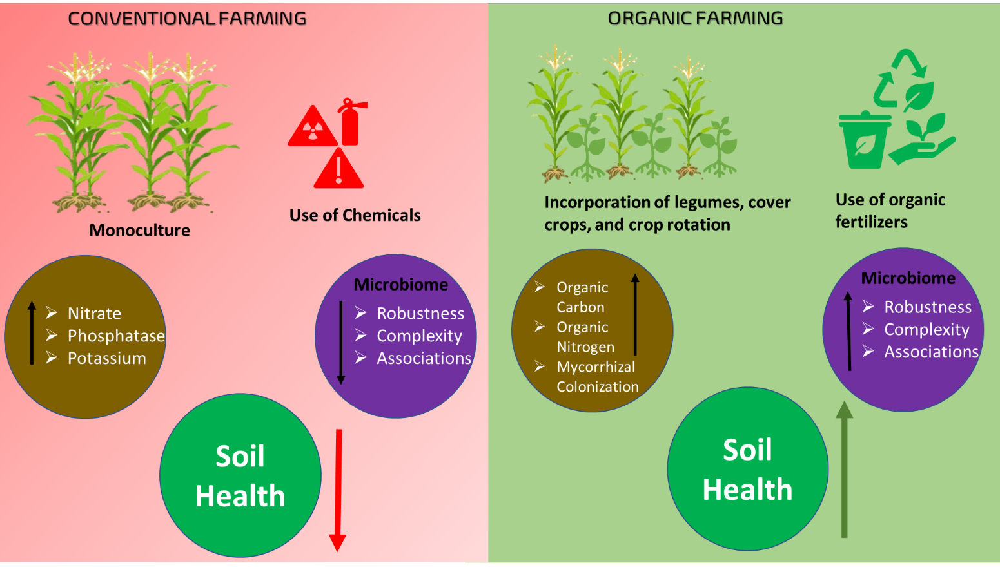 CONVENTIONAL FARMING
Monoculture
Use of Chemicals
Nitrate
Phosphatase
Potassium
Microbiome
Robustness
Complexity
Associations
Soil
Health
ORGANIC FARMING
Incorporation of legumes, cover
crops, and crop rotation
Use of organic
fertilizers
Organic
Carbon
Organic
Nitrogen
Mycorrhizal
Colonization
Microbiome
Robustness
Complexity
Associations
Soil
Health